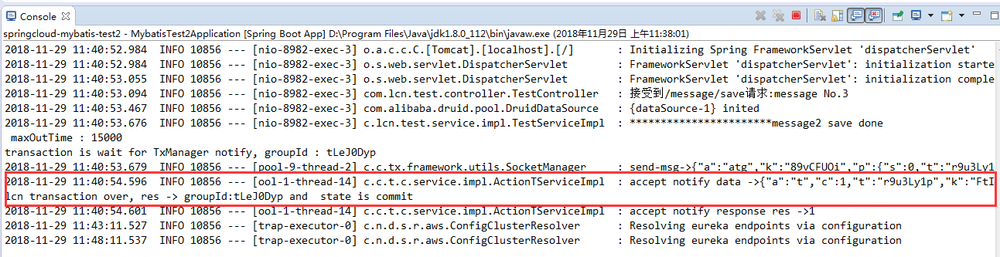 Console
springcloud-mybatis-test2 - MybatisTest2Application [Spring Boot App] D:\Program Files\Java\jdk1.8.0_112\bin\javaw.exe (2018年11月29日 上午11:38:01)
2018-11-29 11:40:52.984  INFO 10856 --- [nio-8982-exec-3] o.a.c.c.C.[Tomcat].[localhost].[/]       : Initializing Spring FrameworkServlet 'dispatcherServlet'
2018-11-29 11:40:52.984  INFO 10856 --- [nio-8982-exec-3] o.s.web.servlet.DispatcherServlet        : FrameworkServlet 'dispatcherServlet': initialization starte
2018-11-29 11:40:53.055  INFO 10856 --- [nio-8982-exec-3] o.s.web.servlet.DispatcherServlet        : FrameworkServlet 'dispatcherServlet': initialization comple
2018-11-29 11:40:53.094  INFO 10856 --- [nio-8982-exec-3] com.lcn.test.controller.TestController   : 接受到/message/save请求:message No.3
2018-11-29 11:40:53.467  INFO 10856 --- [nio-8982-exec-3] com.alibaba.druid.pool.DruidDataSource   : {dataSource-1} inited
2018-11-29 11:40:53.676  INFO 10856 --- [nio-8982-exec-3] c.lcn.test.service.impl.TestServiceImpl  : ***********************message2 save done
 maxOutTime : 15000
transaction is wait for TxManager notify, groupId : tLeJ0Dyp
2018-11-29 11:40:53.679  INFO 10856 --- [pool-9-thread-2] c.c.tx.framework.utils.SocketManager     : send-msg->{"a":"atg","k":"89vCFUOi","p":{"s":0,"t":"r9u3Ly1
2018-11-29 11:40:54.596  INFO 10856 --- [ool-1-thread-14] c.c.t.c.service.impl.ActionTServiceImpl  : accept notify data ->{"a":"t","c":1,"t":"r9u3Ly1p","k":"FtI
lcn transaction over, res -> groupId:tLeJ0Dyp and  state is commit
2018-11-29 11:40:54.601  INFO 10856 --- [ool-1-thread-14] c.c.t.c.service.impl.ActionTServiceImpl  : accept notify response res ->1
2018-11-29 11:43:11.527  INFO 10856 --- [trap-executor-0] c.n.d.s.r.aws.ConfigClusterResolver      : Resolving eureka endpoints via configuration
2018-11-29 11:48:11.537  INFO 10856 --- [trap-executor-0] c.n.d.s.r.aws.ConfigClusterResolver      : Resolving eureka endpoints via configuration